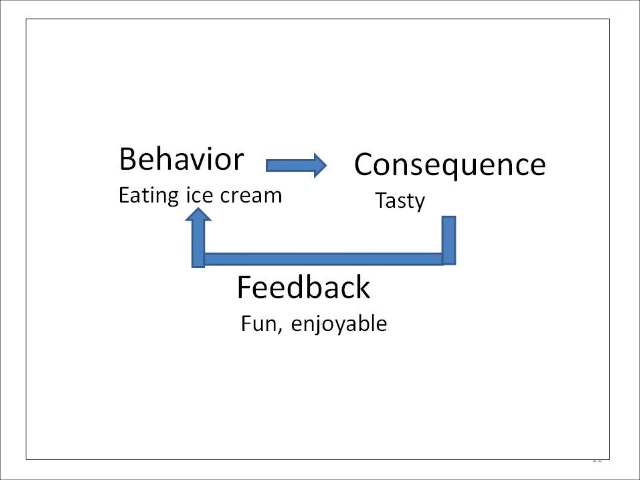 Behavior
Eating ice cream
Consequence
Tasty
Feedback
Fun, enjoyable